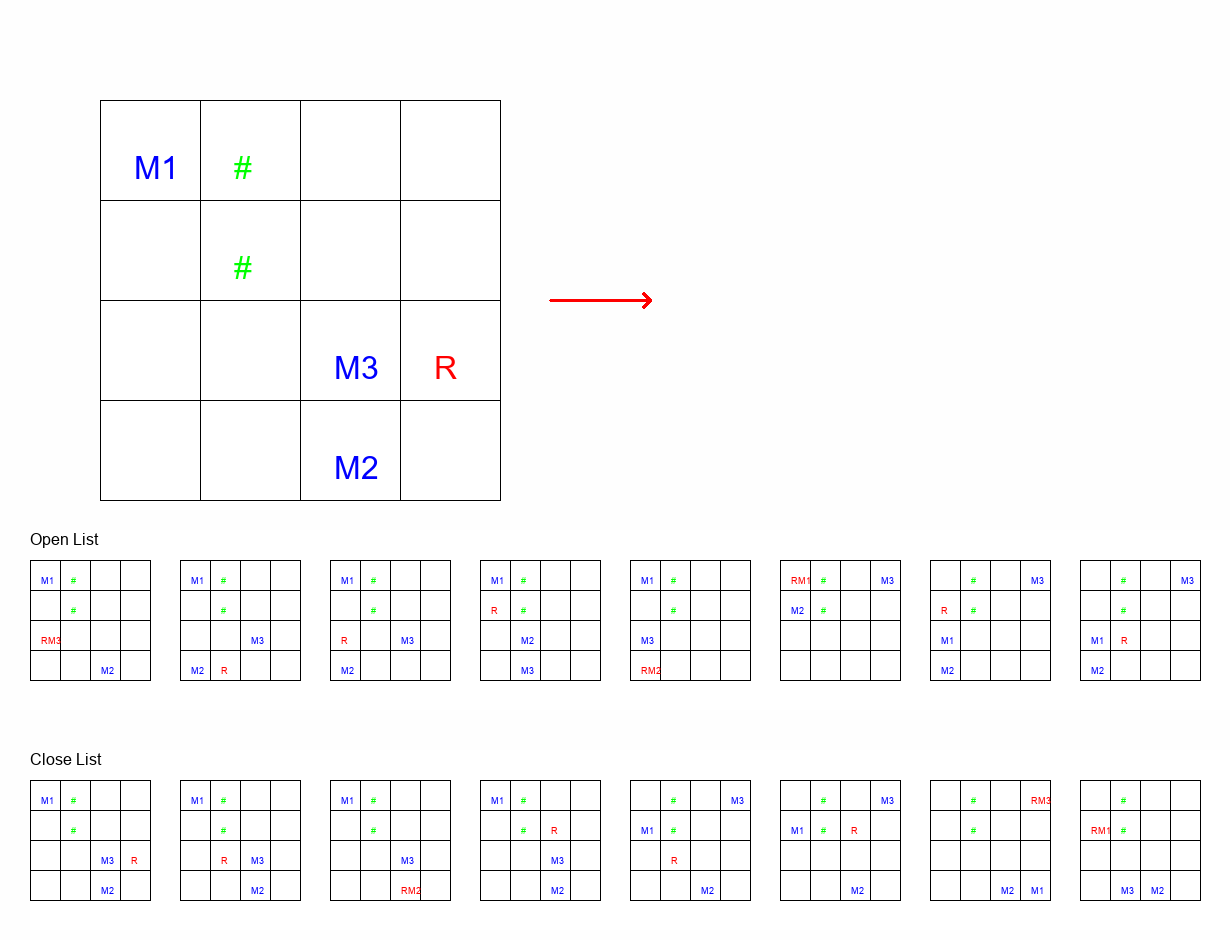 M1 #
#
M3 R
M2
Open List
M1 # M1 # M1 # M1 # M1 # RM1 # M3 # M3 # M3
# # # R # # M2 # R # #
RM3 M3 R M3 M2 M3 M1 M1 R
M2 M2 R M2 M3 RM2 M2 M2
Close List
M1 # M1 # M1 # M1 # # M3 # M3 # RM3 #
# # # # R M1 # M1 # R # RM1 #
M3 R R M3 M3 M3 R
M2 M2 RM2 M2 M2 M2 M2 M1 M3 M2